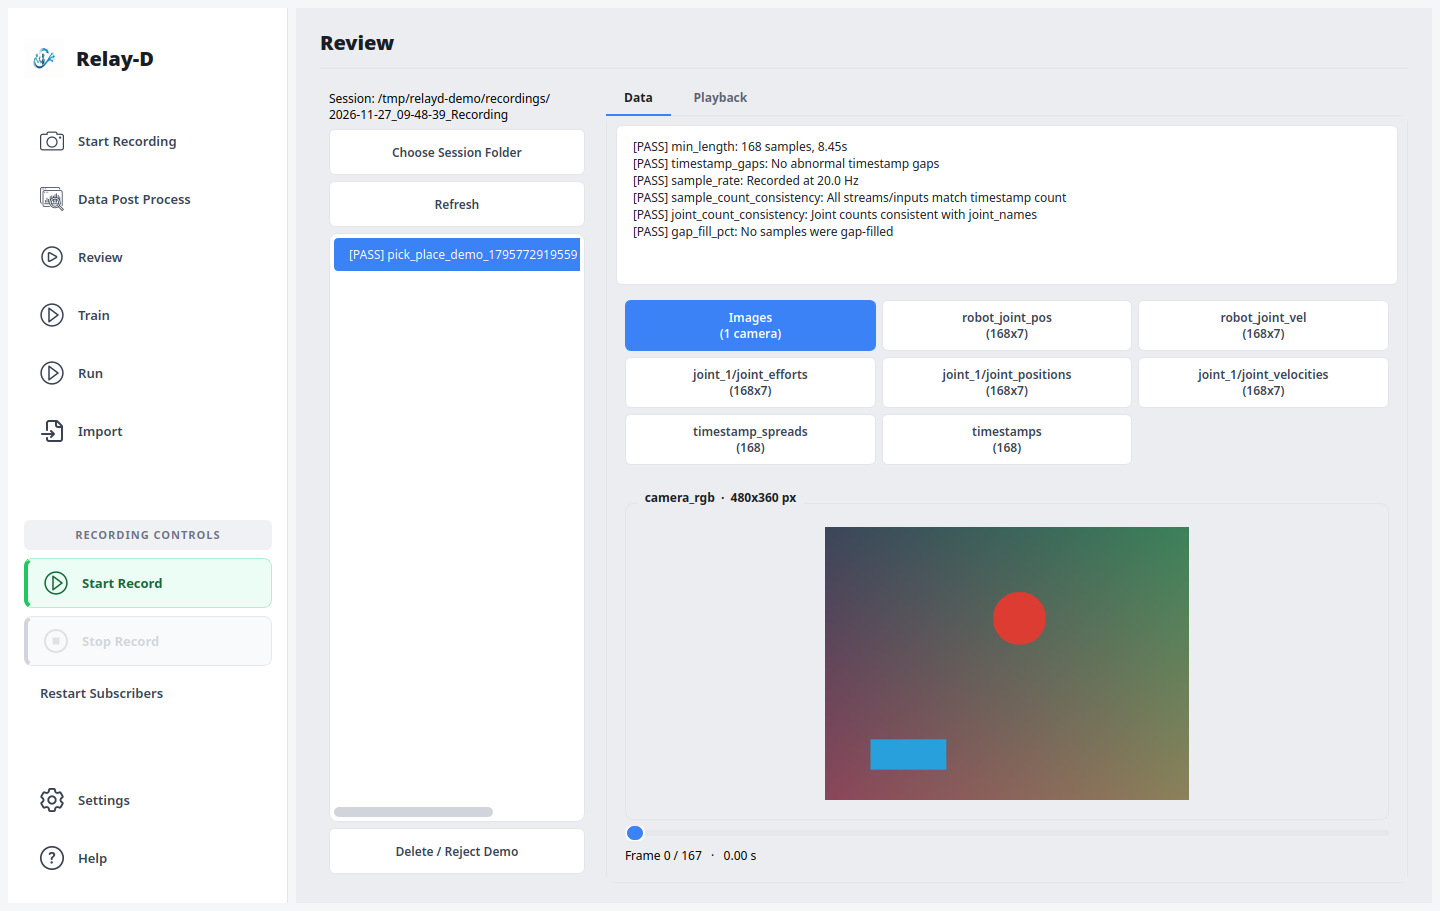 Relay-D
Start Recording
Data Post Process
Review
Train
Run
Import
RECORDING CONTROLS
Start Record
Stop Record
Restart Subscribers
Settings
Help
Review
Session: /tmp/relayd-demo/recordings/
2026-11-27_09-48-39_Recording
Choose Session Folder
Refresh
[PASS] pick_place_demo_1795772919559
Delete / Reject Demo
Data
Playback
[PASS] min_length: 168 samples, 8.45s
[PASS] timestamp_gaps: No abnormal timestamp gaps
[PASS] sample_rate: Recorded at 20.0 Hz
[PASS] sample_count_consistency: All streams/inputs match timestamp count
[PASS] joint_count_consistency: Joint counts consistent with joint_names
[PASS] gap_fill_pct: No samples were gap-filled
Images
(1 camera)
robot_joint_pos
(168x7)
robot_joint_vel
(168x7)
joint_1/joint_efforts
(168x7)
joint_1/joint_positions
(168x7)
joint_1/joint_velocities
(168x7)
timestamp_spreads
(168)
timestamps
(168)
camera_rgb · 480x360 px
Frame 0 / 167 · 0.00 s